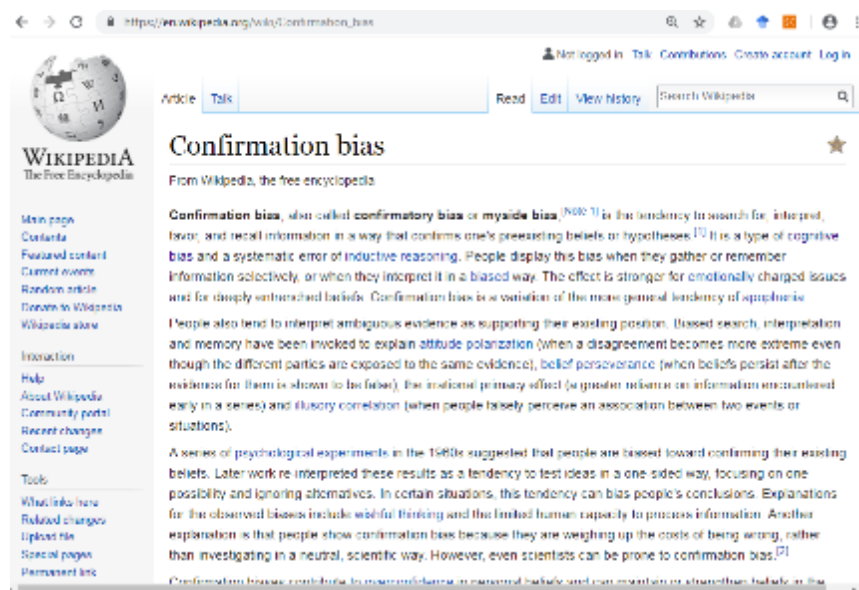 https://en.wikipedia.org/wiki/Confirmation_bias
Not logged in Talk Contributions Create account Log in
Article Talk Read Edit View history Search Wikipedia
WIKIPEDIA
The Free Encyclopedia
Confirmation bias
From Wikipedia, the free encyclopedia
Main page
Contents
Featured content
Current events
Random article
Donate to Wikipedia
Wikipedia store
Interaction
Help
About Wikipedia
Community portal
Recent changes
Contact page
Tools
What links here
Related changes
Upload file
Special pages
Permanent link
Confirmation bias, also called confirmatory bias or myside bias,[Note 1] is the tendency to search for, interpret,
favor, and recall information in a way that confirms one's preexisting beliefs or hypotheses.[1] It is a type of cognitive
bias and a systematic error of inductive reasoning. People display this bias when they gather or remember
information selectively, or when they interpret it in a biased way. The effect is stronger for emotionally charged issues
and for deeply entrenched beliefs. Confirmation bias is a variation of the more general tendency of apophenia.
People also tend to interpret ambiguous evidence as supporting their existing position. Biased search, interpretation
and memory have been invoked to explain attitude polarization (when a disagreement becomes more extreme even
though the different parties are exposed to the same evidence), belief perseverance (when beliefs persist after the
evidence for them is shown to be false), the irrational primacy effect (a greater reliance on information encountered
early in a series) and illusory correlation (when people falsely perceive an association between two events or
situations).
A series of psychological experiments in the 1960s suggested that people are biased toward confirming their existing
beliefs. Later work re-interpreted these results as a tendency to test ideas in a one-sided way, focusing on one
possibility and ignoring alternatives. In certain situations, this tendency can bias people's conclusions. Explanations
for the observed biases include wishful thinking and the limited human capacity to process information. Another
explanation is that people show confirmation bias because they are weighing up the costs of being wrong, rather
than investigating in a neutral, scientific way. However, even scientists can be prone to confirmation bias.[2]
Confirmation biases contribute to overconfidence in personal beliefs and can maintain or strengthen beliefs in the